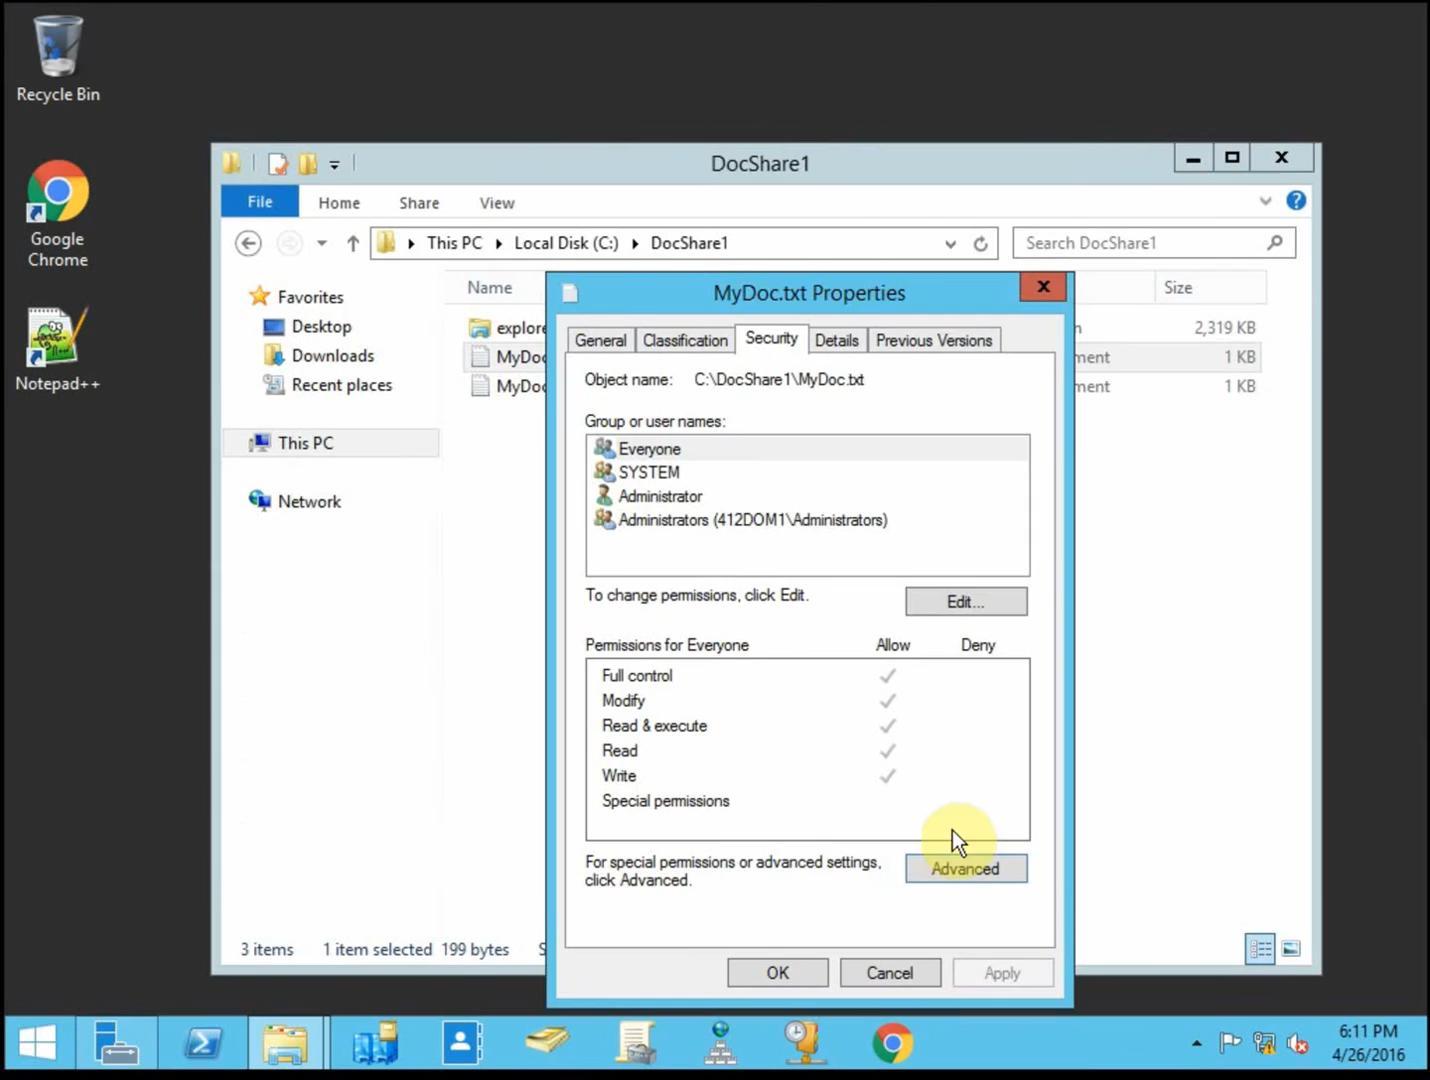 Recycle Bin
Google
Chrome
Notepad++
DocShare1
File Home Share View
This PC Local Disk (C:) DocShare1
Search DocShare1
Favorites
Desktop
Downloads
Recent places
This PC
Network
Name
Size
2,319 KB
1 KB
1 KB
MyDoc.txt Properties
General Classification Security Details Previous Versions
Object name: C:\DocShare1\MyDoc.txt
Group or user names:
Everyone
SYSTEM
Administrator
Administrators (412DOM1\Administrators)
To change permissions, click Edit.
Edit...
Permissions for Everyone Allow Deny
Full control
Modify
Read & execute
Read
Write
Special permissions
For special permissions or advanced settings,
click Advanced.
Advanced
OK Cancel Apply
3 items 1 item selected 199 bytes
6:11 PM
4/26/2016